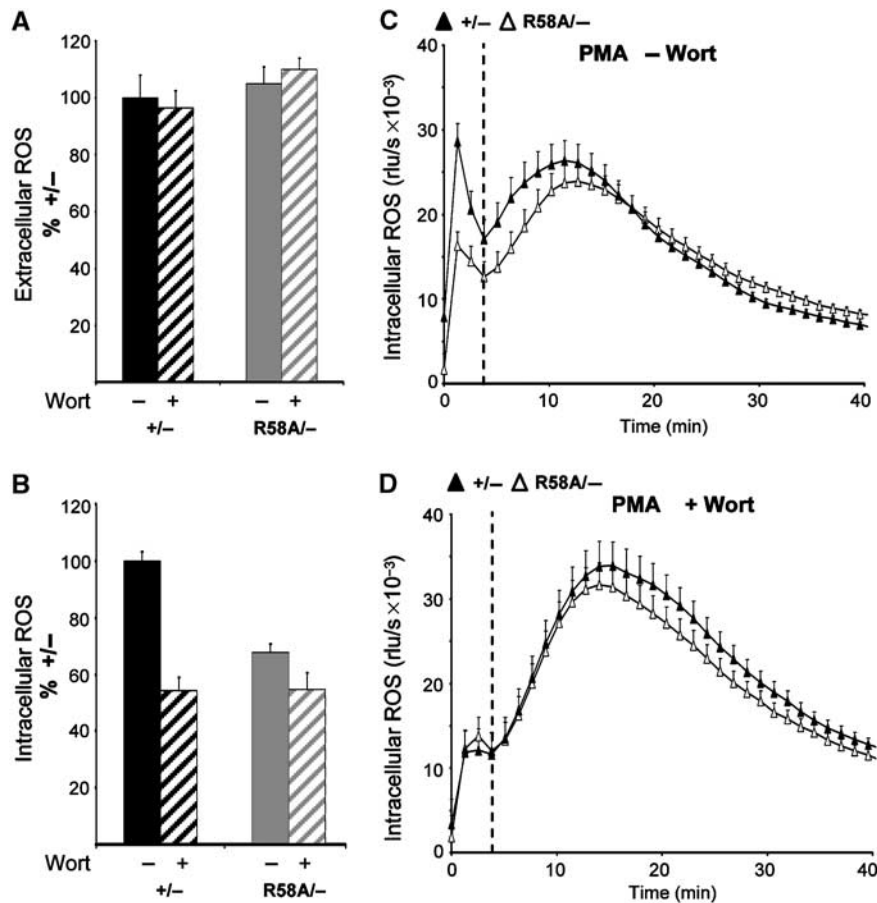 A
Extracellular ROS
% +/–
120
100
80
60
40
20
Wort – + – +
+/– R58A/–
B
Intracellular ROS
% +/–
100
80
60
40
20
Wort – + – +
+/– R58A/–
C
▲ +/– △ R58A/–
PMA – Wort
Intracellular ROS (rlu/s ×10⁻³)
40
30
20
10
0
0 10 20 30 40
Time (min)
D
▲ +/– △ R58A/–
PMA + Wort
Intracellular ROS (rlu/s ×10⁻³)
40
30
20
10
0
0 10 20 30 40
Time (min)